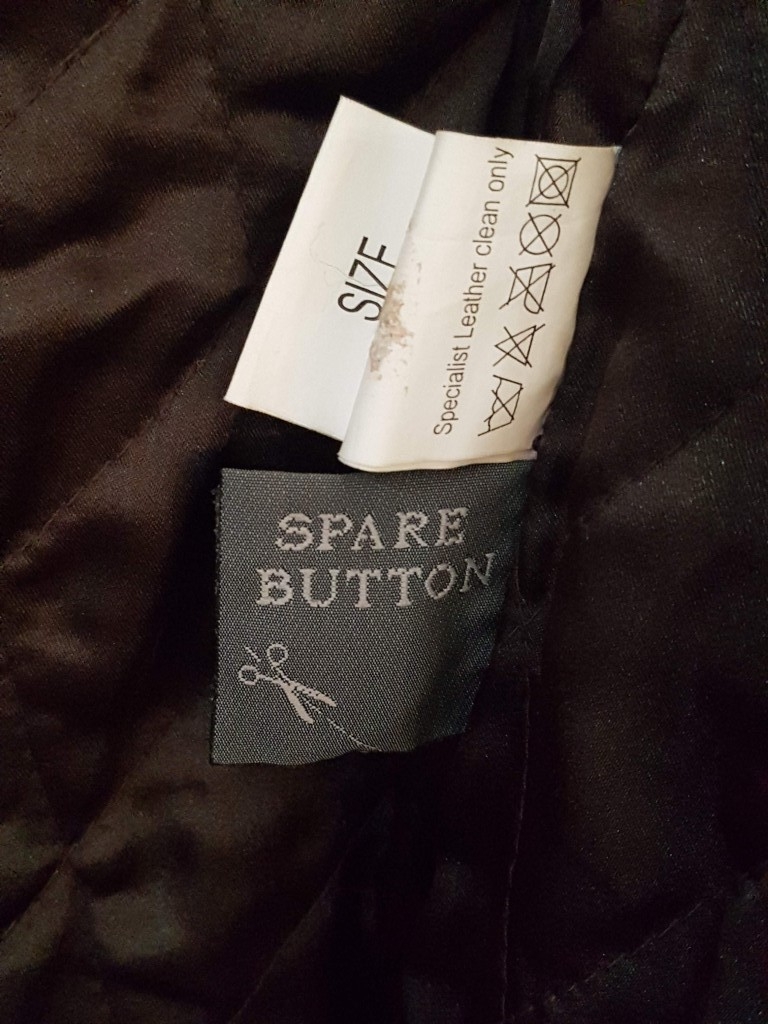 SIZE
Specialist Leather clean only
SPARE
BUTTON